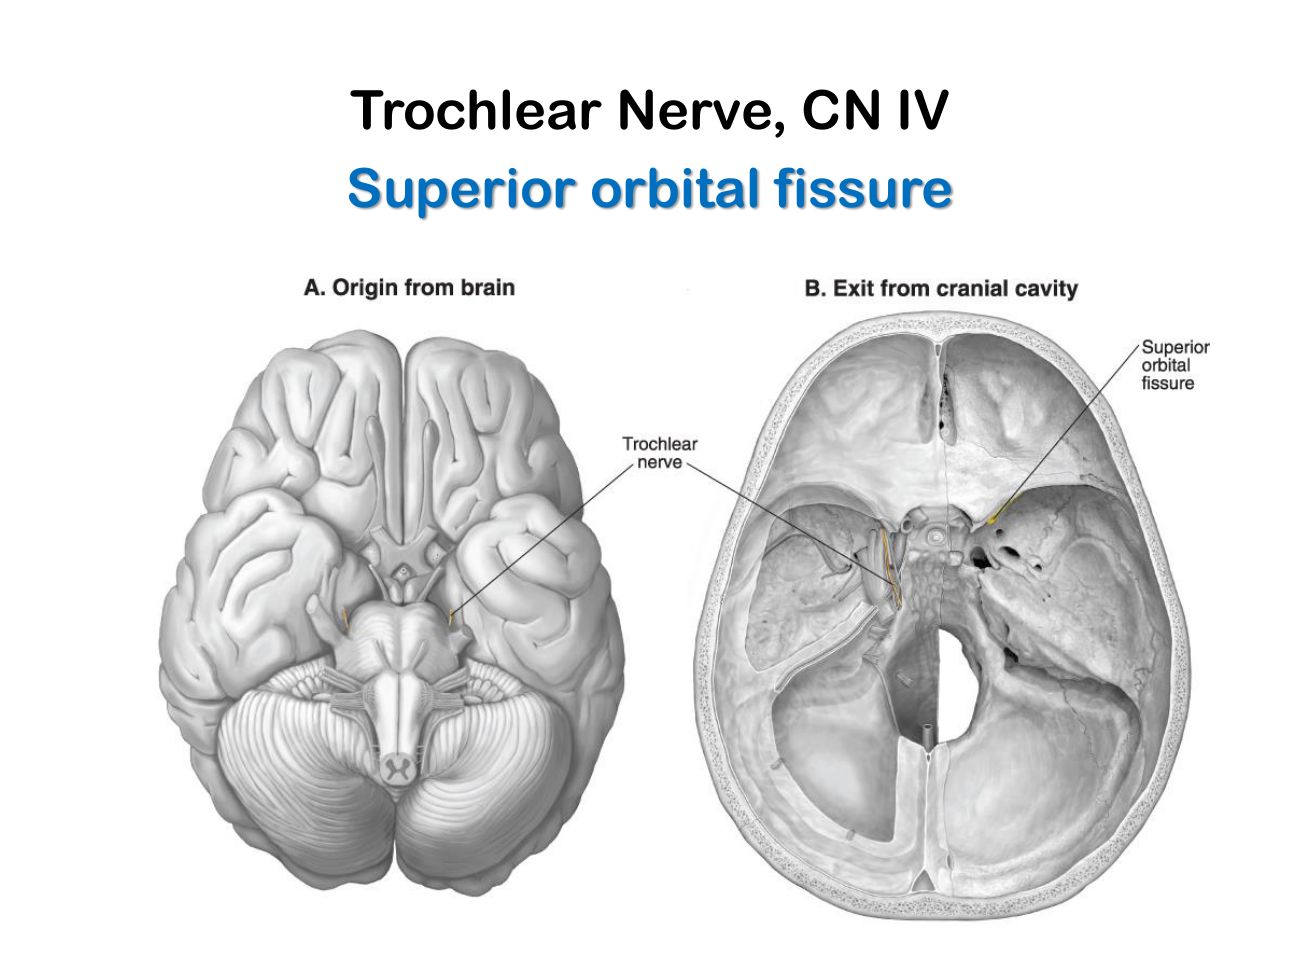 Trochlear Nerve, CN IV
Superior orbital fissure
A. Origin from brain
B. Exit from cranial cavity
Superior
orbital
fissure
Trochlear
nerve